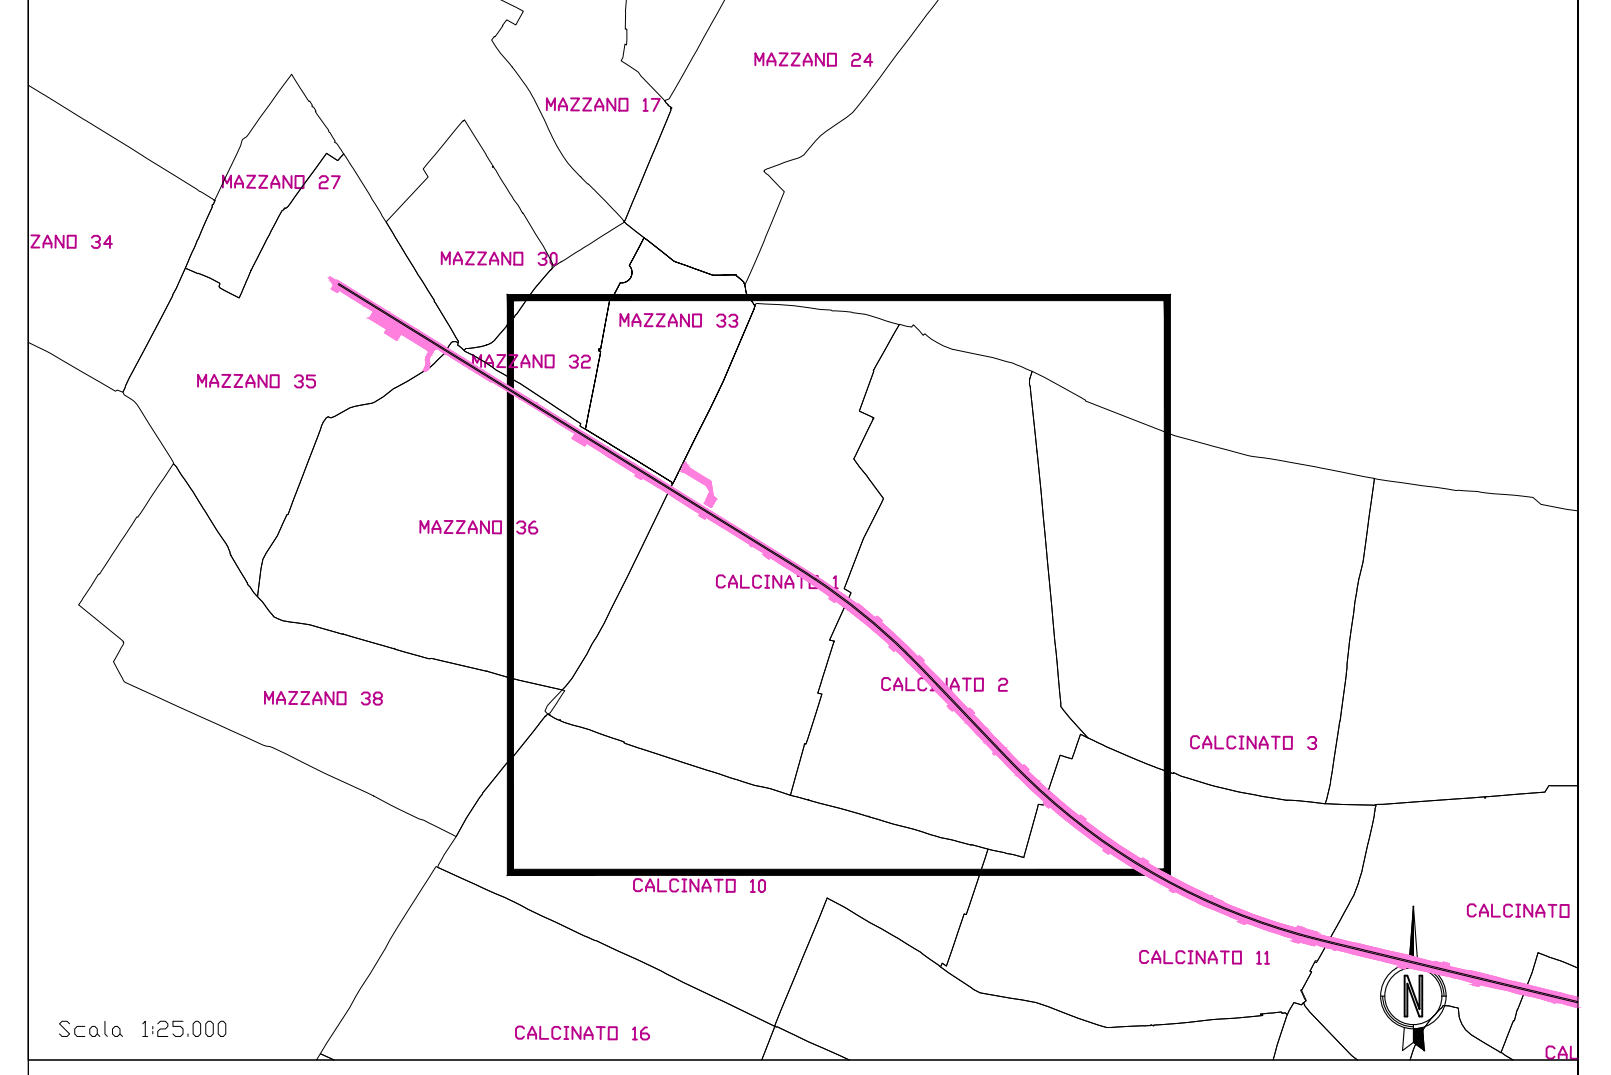 MAZZANO 24
MAZZANO 17
MAZZANO 27
ZANO 34
MAZZANO 30
MAZZANO 33
MAZZANO 32
MAZZANO 35
MAZZANO 36
CALCINATO 1
CALCINATO 2
MAZZANO 38
CALCINATO 3
CALCINATO 10
CALCINATO
CALCINATO 11
N
Scala 1:25.000
CALCINATO 16
CAL